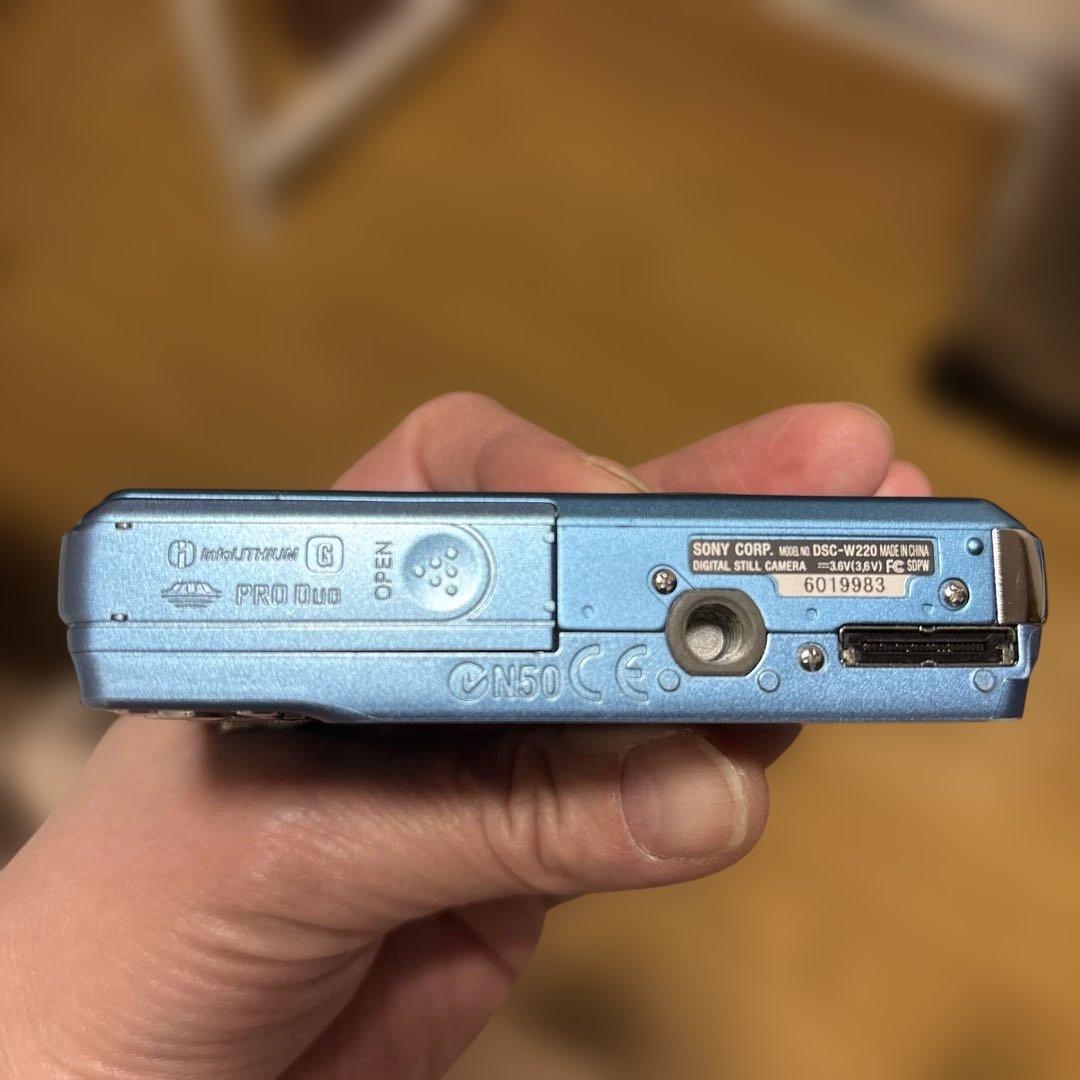 InfoLITHIUM G
PRO DUO
OPEN
SONY CORP. MODEL NO. DSC-W220 MADE IN CHINA
DIGITAL STILL CAMERA ⎓3.6V(3,6V) FC SDPW
6019983
N50 CE